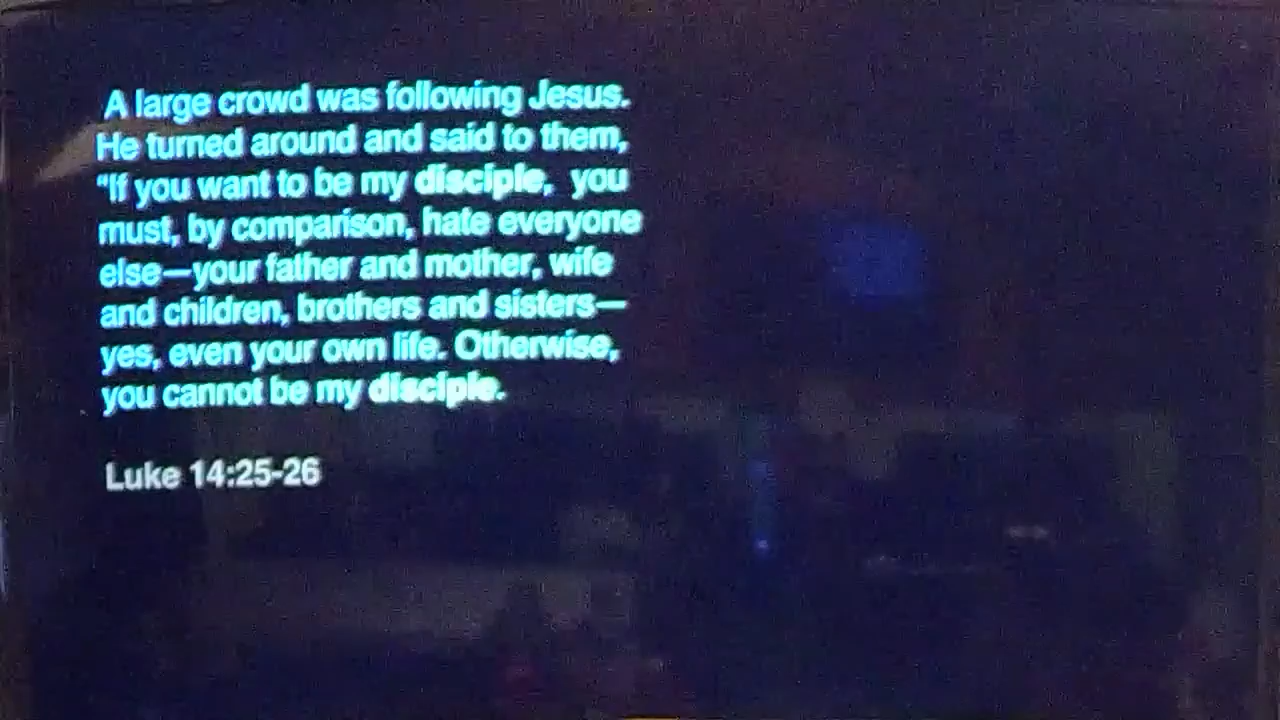 A large crowd was following Jesus.
He turned around and said to them,
“If you want to be my disciple,  you
must, by comparison, hate everyone
else—your father and mother, wife
and children, brothers and sisters—
yes, even your own life. Otherwise,
you cannot be my disciple.
Luke 14:25-26